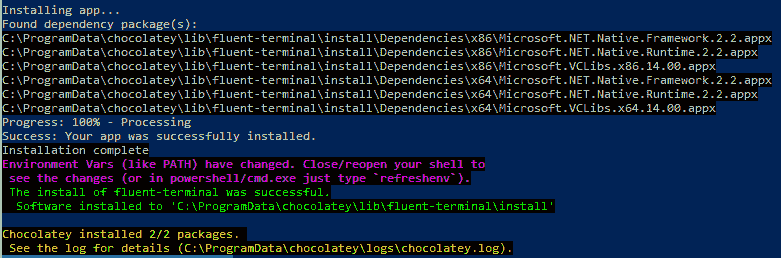 Installing app...
Found dependency package(s):
C:\ProgramData\chocolatey\lib\fluent-terminal\install\Dependencies\x86\Microsoft.NET.Native.Framework.2.2.appx
C:\ProgramData\chocolatey\lib\fluent-terminal\install\Dependencies\x86\Microsoft.NET.Native.Runtime.2.2.appx
C:\ProgramData\chocolatey\lib\fluent-terminal\install\Dependencies\x86\Microsoft.VCLibs.x86.14.00.appx
C:\ProgramData\chocolatey\lib\fluent-terminal\install\Dependencies\x64\Microsoft.NET.Native.Framework.2.2.appx
C:\ProgramData\chocolatey\lib\fluent-terminal\install\Dependencies\x64\Microsoft.NET.Native.Runtime.2.2.appx
C:\ProgramData\chocolatey\lib\fluent-terminal\install\Dependencies\x64\Microsoft.VCLibs.x64.14.00.appx
Progress: 100% - Processing
Success: Your app was successfully installed.
Installation complete
Environment Vars (like PATH) have changed. Close/reopen your shell to
 see the changes (or in powershell/cmd.exe just type `refreshenv`).
 The install of fluent-terminal was successful.
  Software installed to 'C:\ProgramData\chocolatey\lib\fluent-terminal\install'
Chocolatey installed 2/2 packages.
 See the log for details (C:\ProgramData\chocolatey\logs\chocolatey.log).